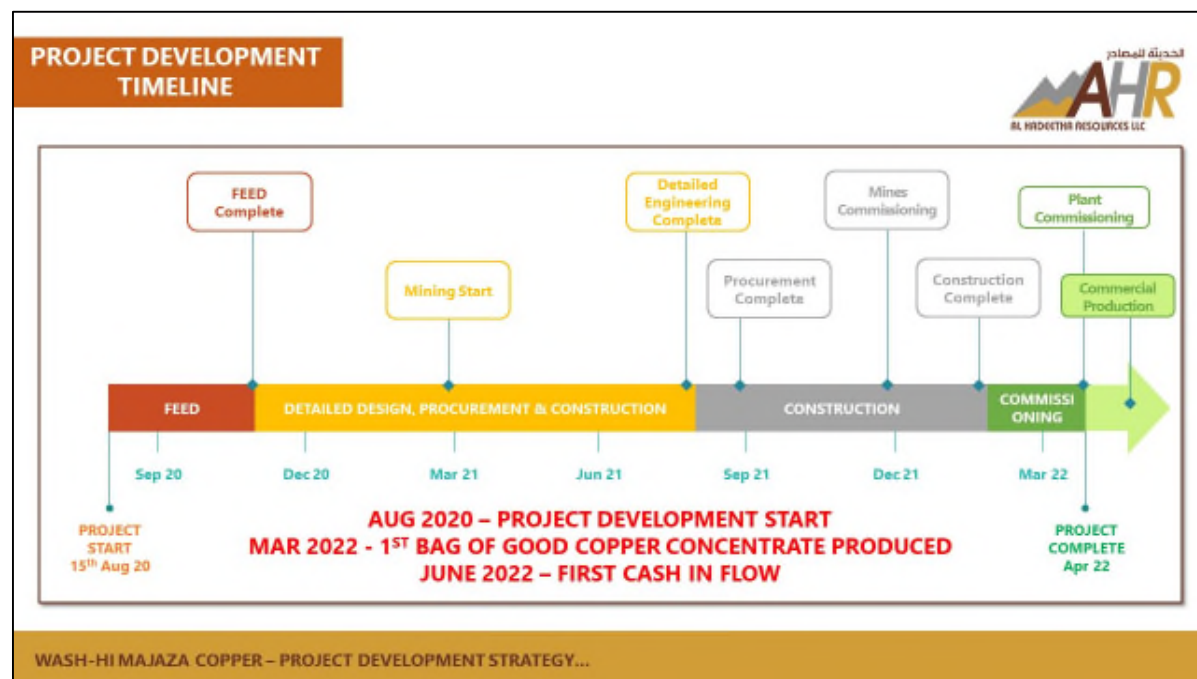 PROJECT DEVELOPMENT
TIMELINE
الحديثة للمصادر
AHR
AL HADEETHA RESOURCES LLC
FEED
Complete
Mining Start
Detailed
Engineering
Complete
Procurement
Complete
Mines
Commissioning
Construction
Complete
Plant
Commissioning
Commercial
Production
FEED
DETAILED DESIGN, PROCUREMENT & CONSTRUCTION
CONSTRUCTION
COMMISSI
ONING
Sep 20
Dec 20
Mar 21
Jun 21
Sep 21
Dec 21
Mar 22
PROJECT
START
15th Aug 20
AUG 2020 – PROJECT DEVELOPMENT START
MAR 2022 - 1ST BAG OF GOOD COPPER CONCENTRATE PRODUCED
JUNE 2022 – FIRST CASH IN FLOW
PROJECT
COMPLETE
Apr 22
WASH-HI MAJAZA COPPER – PROJECT DEVELOPMENT STRATEGY...